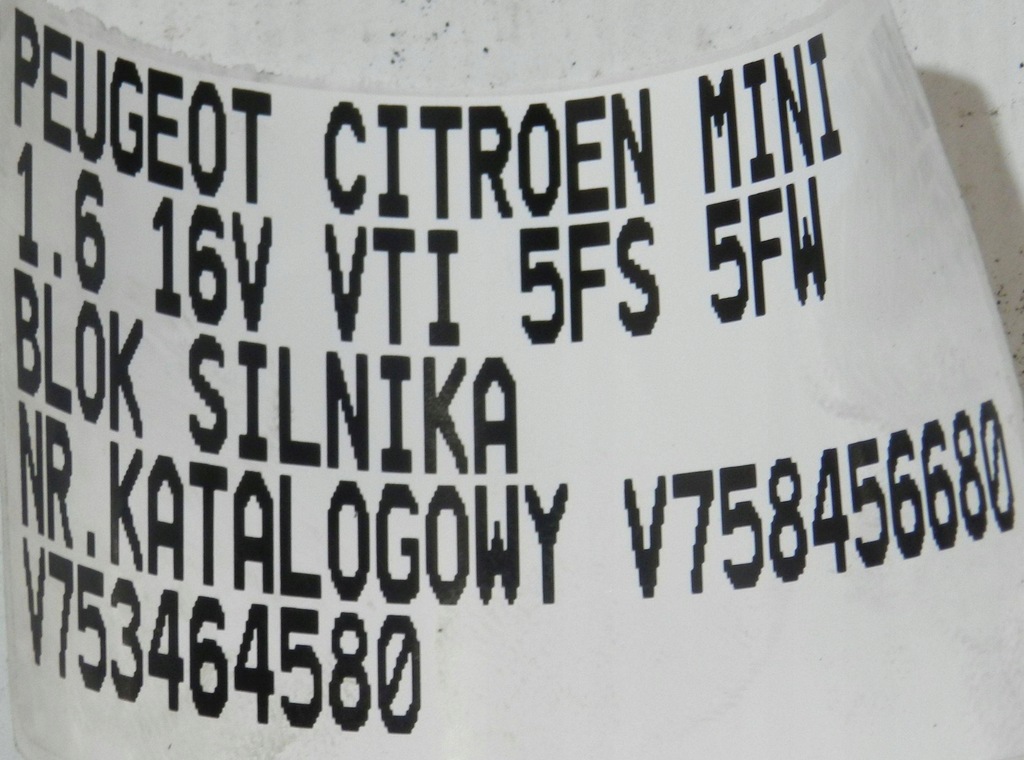 PEUGEOT CITROEN MINI
1.6 16V VTI 5FS 5FW
BLOK SILNIKA
NR.KATALOGOWY V758456680
V753464580